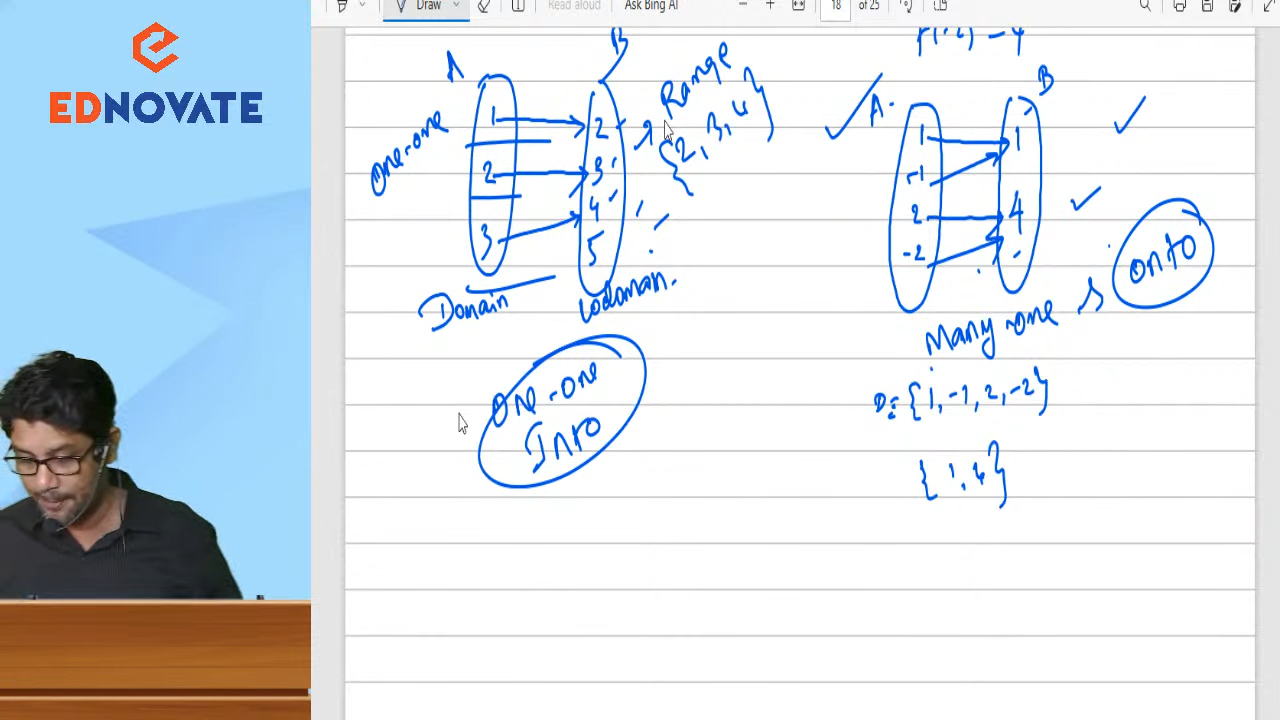 Draw
Read aloud
Ask Bing AI
18
of 25
EDNOVATE
f(-2) = 4
A
B
one-one
1
2
3
2
3
4
5
Range
{2, 3, 4}
Domain
Codoman.
One-one
Into
A.
B
1
-1
2
-2
1
4
Many-one &
onto
D: {1, -1, 2, -2}
{1, 4}